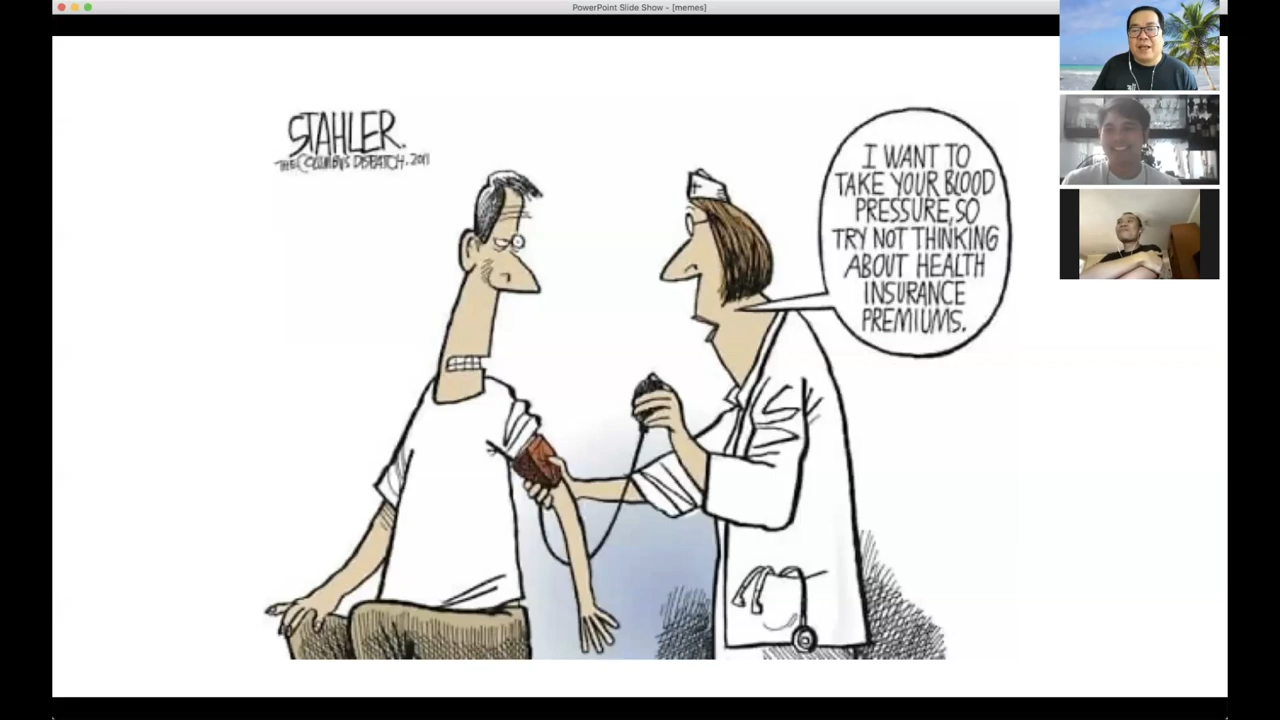 PowerPoint Slide Show - [memes]
STAHLER.
THE COLUMBUS DISPATCH, 2011
I WANT TO
TAKE YOUR BLOOD
PRESSURE, SO
TRY NOT THINKING
ABOUT HEALTH
INSURANCE
PREMIUMS.